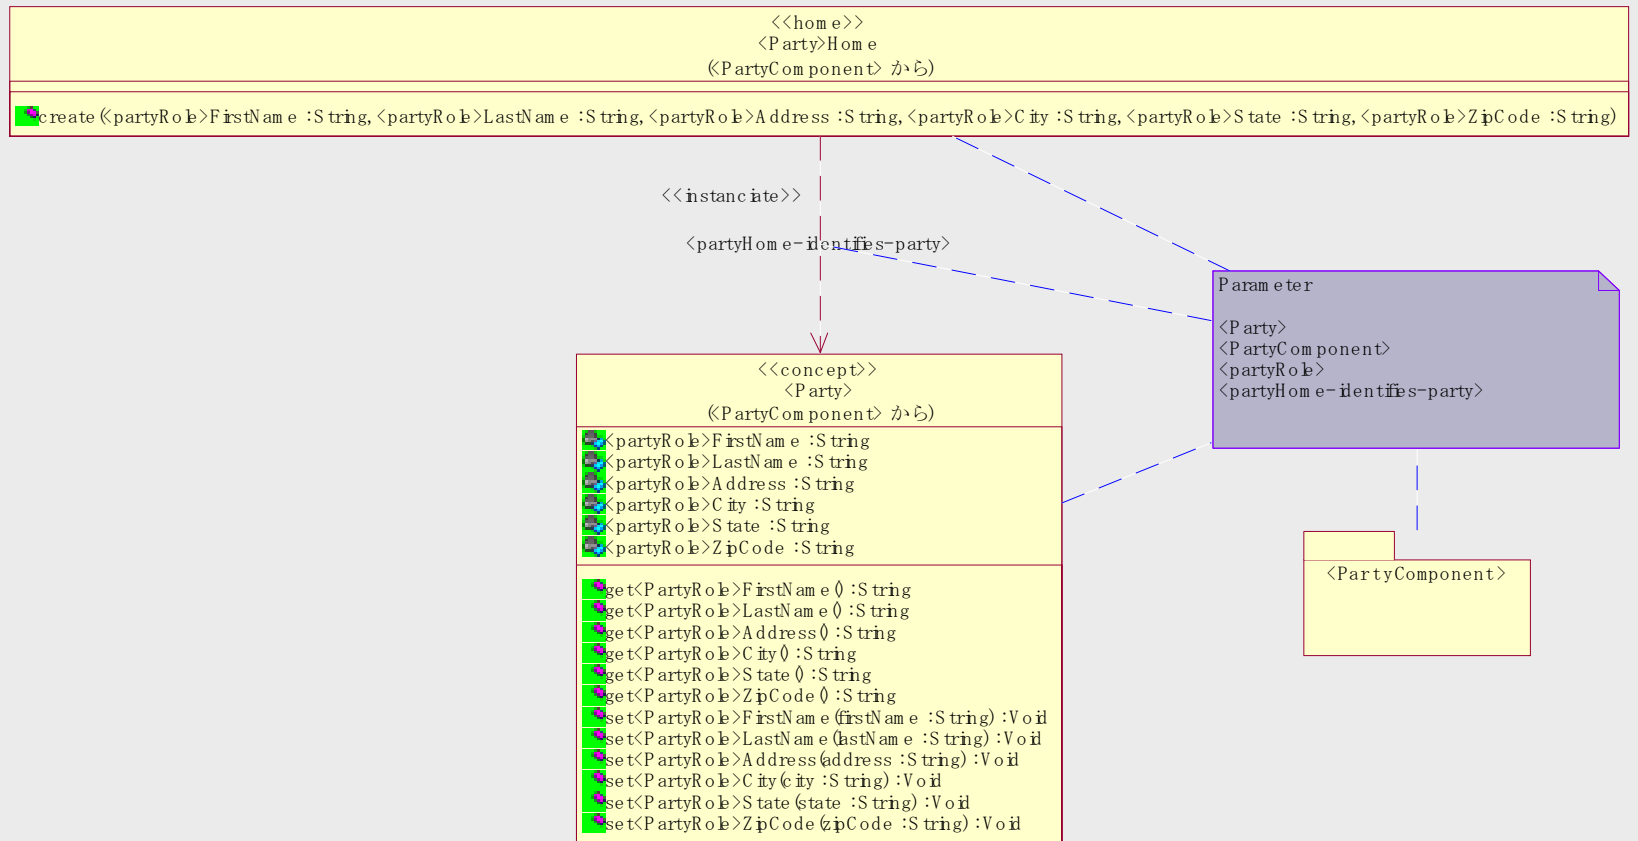 <<home>>
<Party>Home
(<PartyComponent> から)
create(<partyRole>FirstName : String, <partyRole>LastName : String, <partyRole>Address : String, <partyRole>City : String, <partyRole>State : String, <partyRole>ZipCode : String)
<<instanciate>>
<partyHome-identifies-party>
Parameter
<Party>
<PartyComponent>
<partyRole>
<partyHome-identifies-party>
<<concept>>
<Party>
(<PartyComponent> から)
<partyRole>FirstName : String
<partyRole>LastName : String
<partyRole>Address : String
<partyRole>City : String
<partyRole>State : String
<partyRole>ZipCode : String
get<PartyRole>FirstName() : String
get<PartyRole>LastName() : String
get<PartyRole>Address() : String
get<PartyRole>City() : String
get<PartyRole>State() : String
get<PartyRole>ZipCode() : String
set<PartyRole>FirstName(firstName : String) : Void
set<PartyRole>LastName(lastName : String) : Void
set<PartyRole>Address(address : String) : Void
set<PartyRole>City(city : String) : Void
set<PartyRole>State(state : String) : Void
set<PartyRole>ZipCode(zipCode : String) : Void
<PartyComponent>